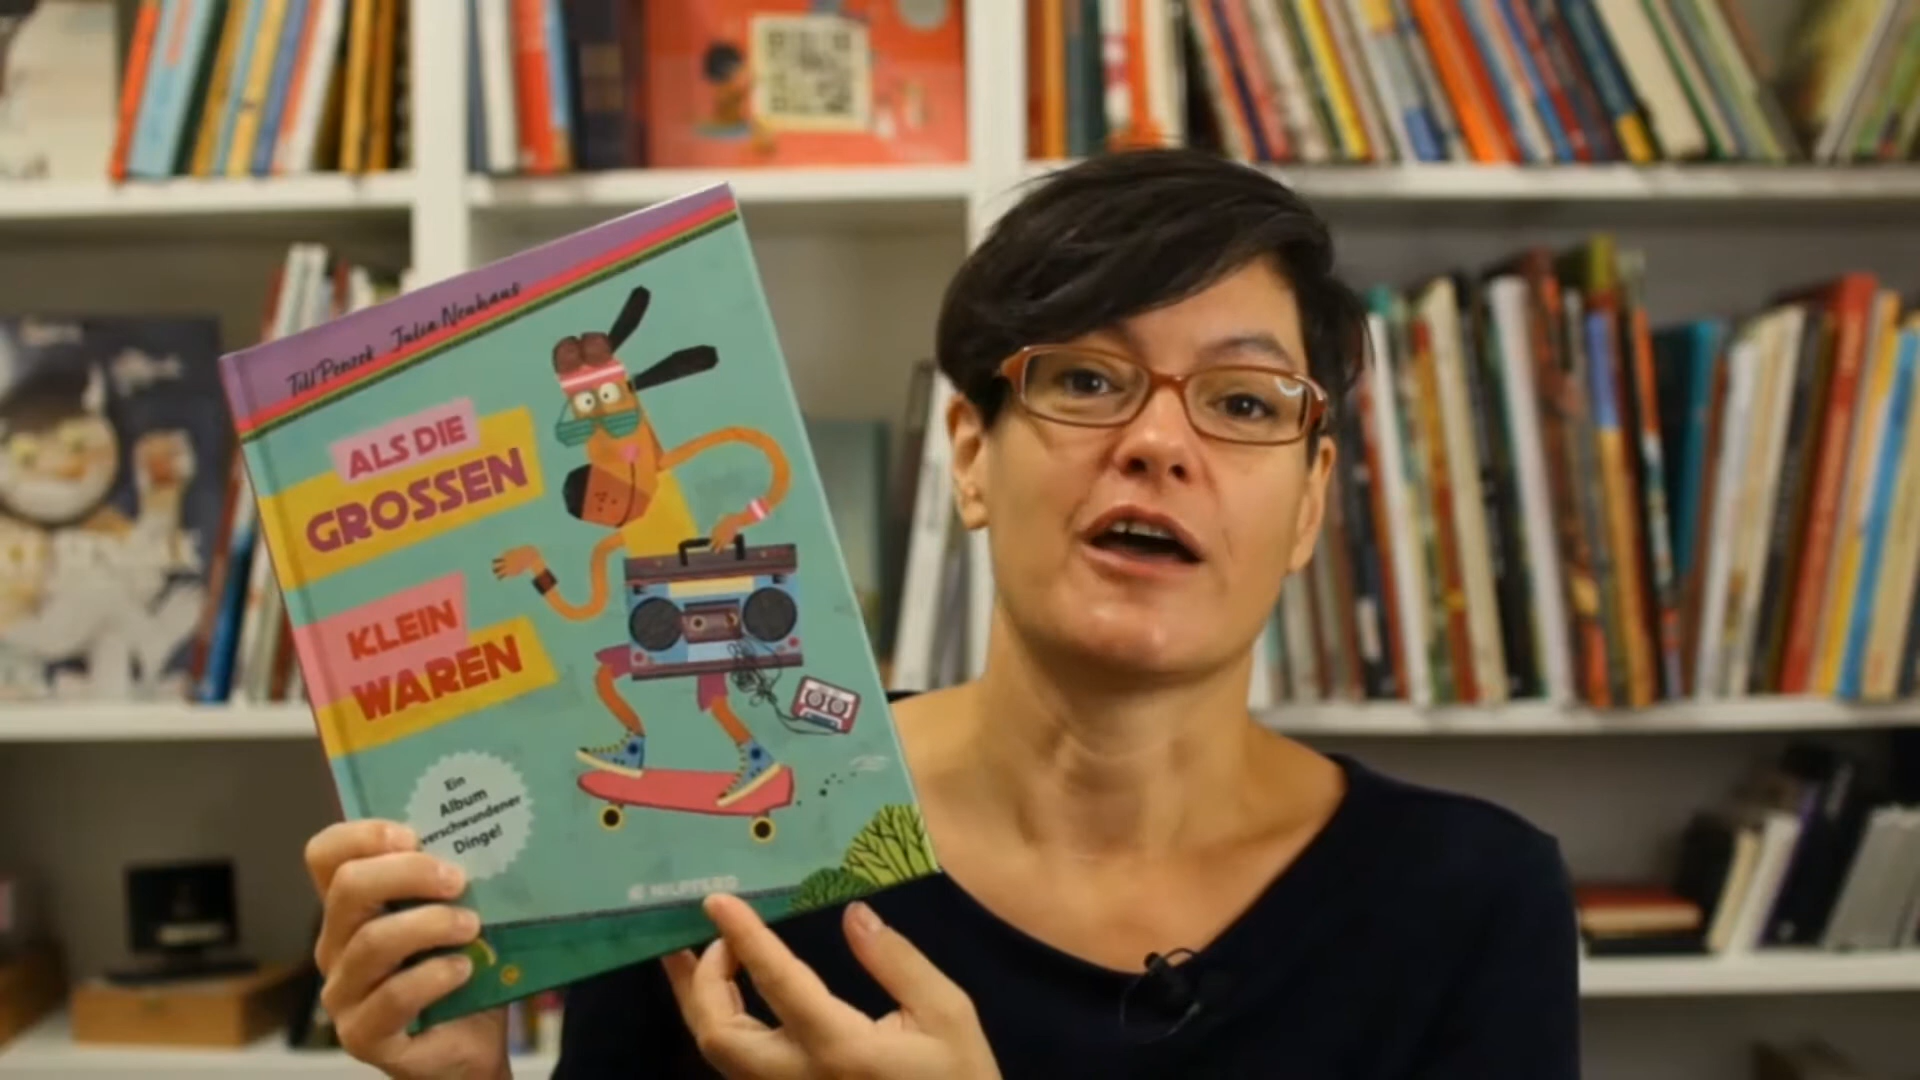 Till Penzek Julia Neuhaus
ALS DIE
GROSSEN
KLEIN
WAREN
Ein
Album
verschwundener
Dinge!